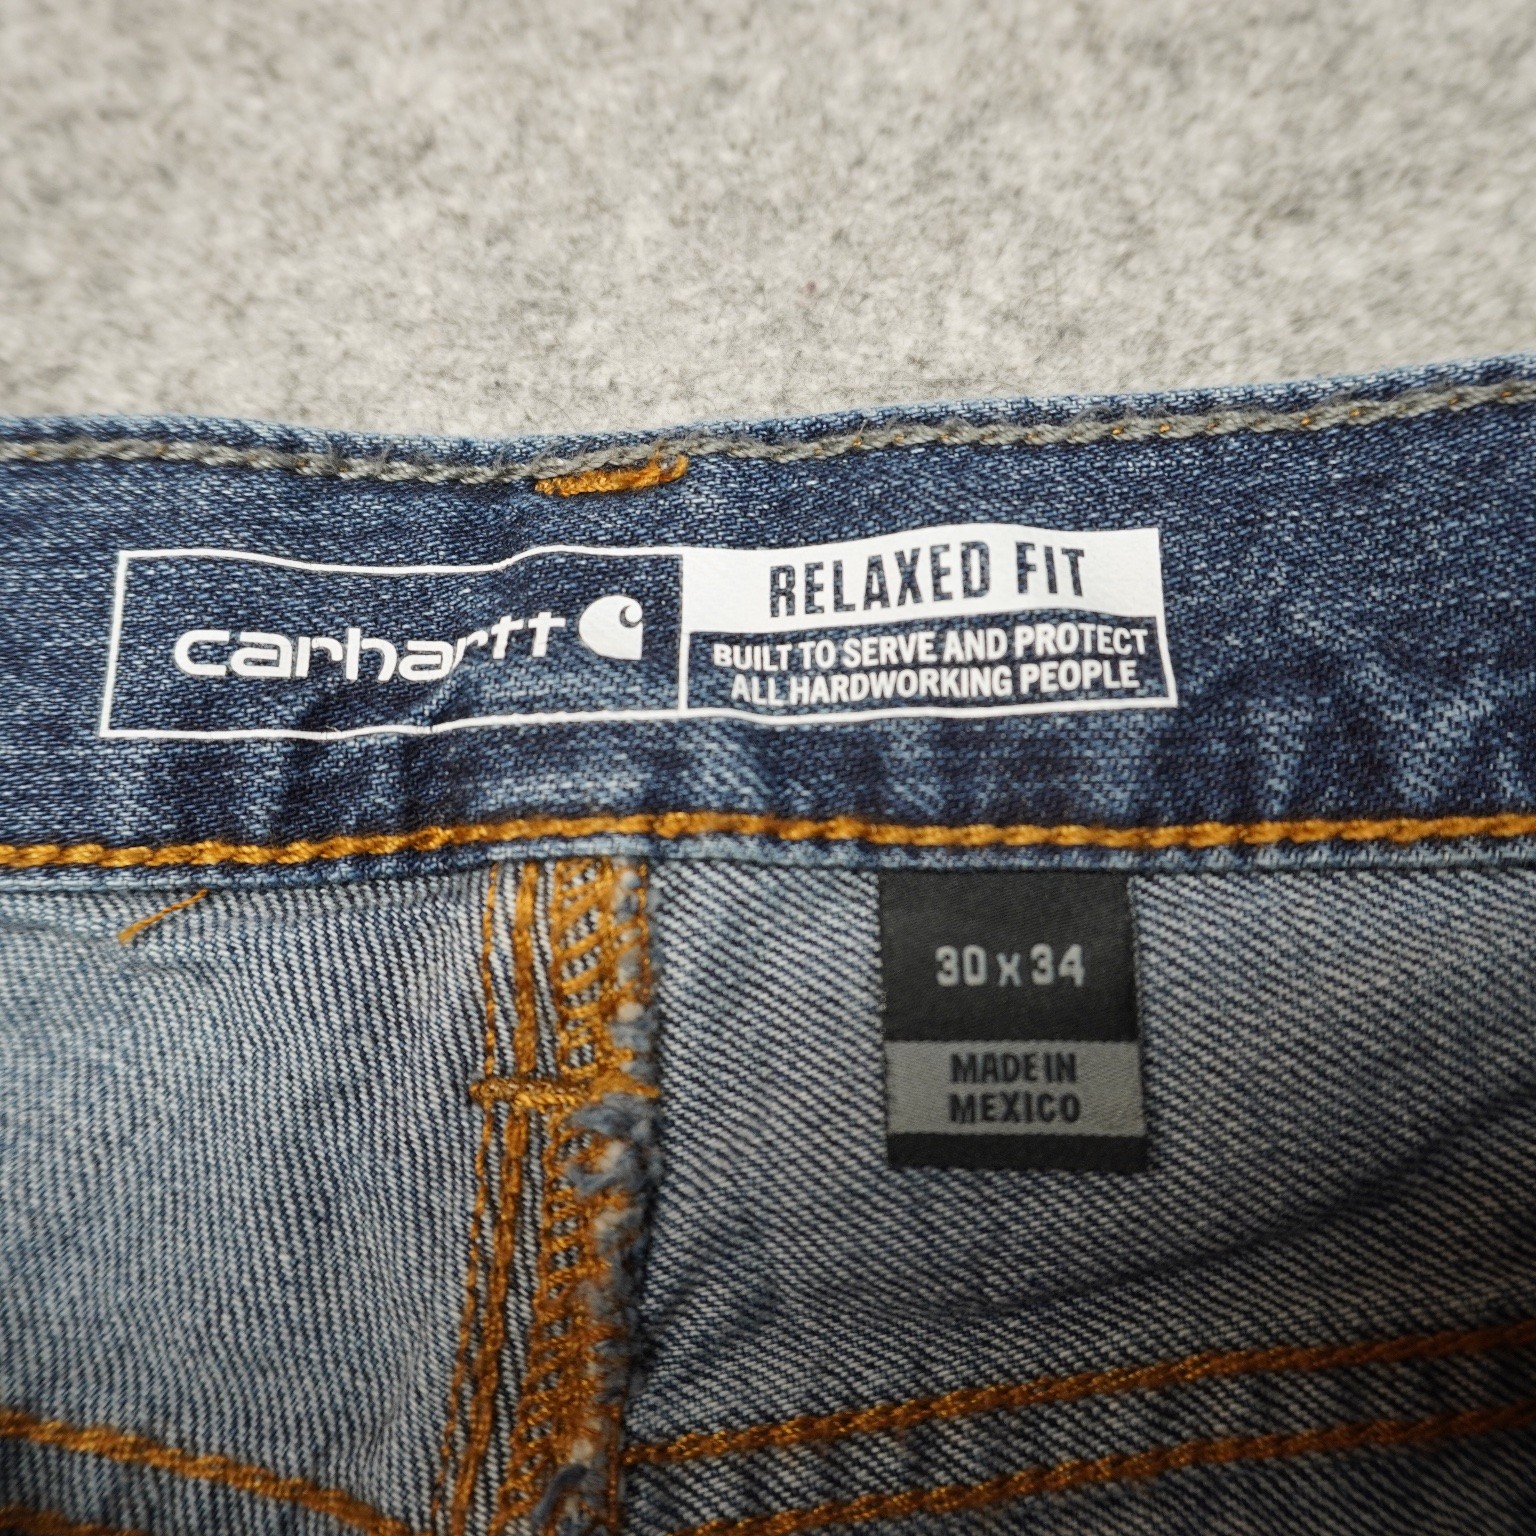 carhartt
RELAXED FIT
BUILT TO SERVE AND PROTECT
ALL HARDWORKING PEOPLE
30 x 34
MADE IN
MEXICO